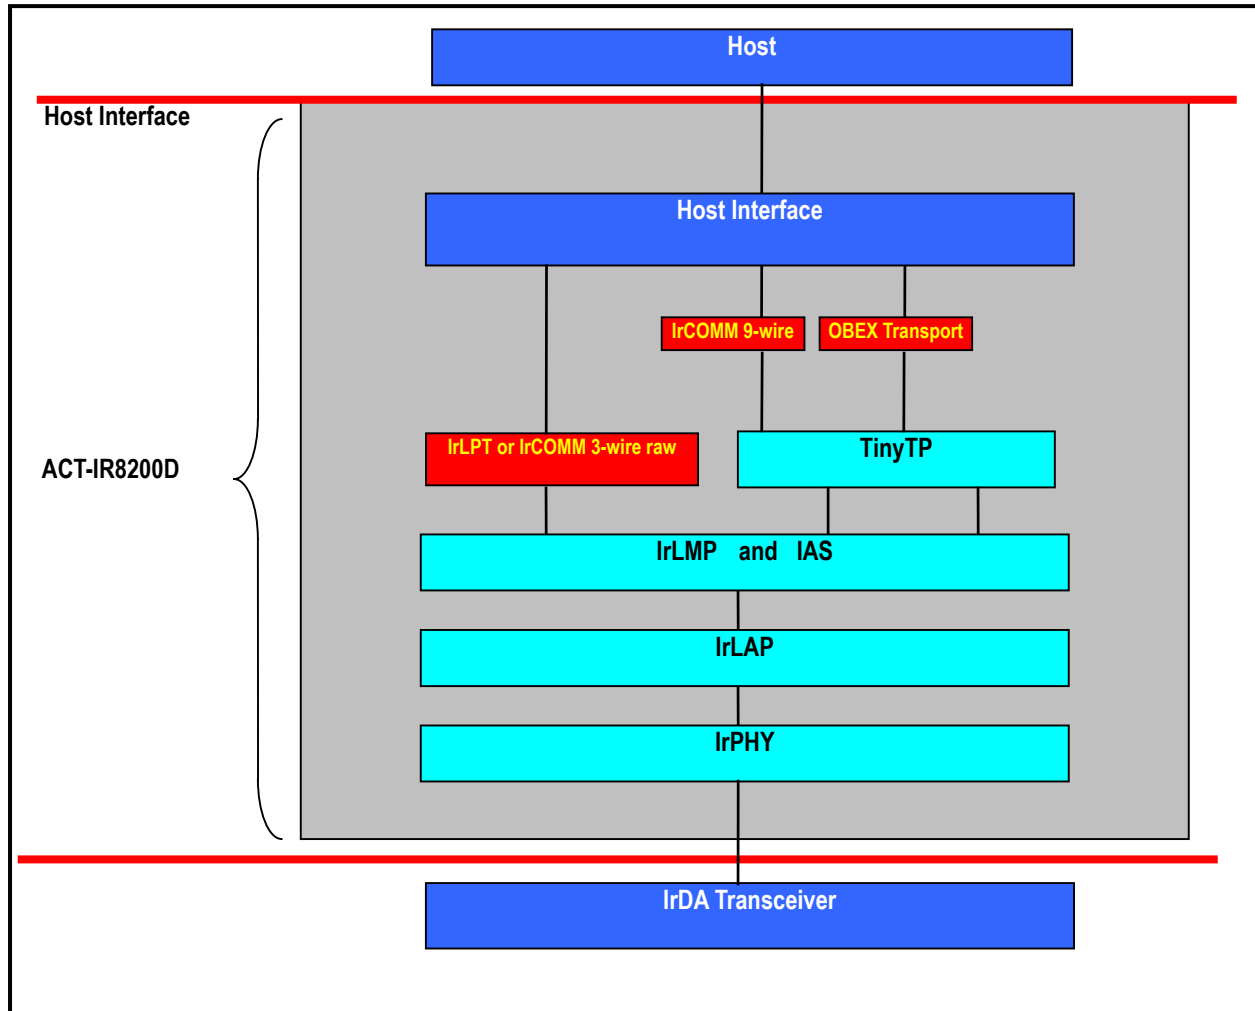 Host
Host Interface
Host Interface
IrCOMM 9-wire
OBEX Transport
IrLPT or IrCOMM 3-wire raw
TinyTP
ACT-IR8200D
IrLMP and IAS
IrLAP
IrPHY
IrDA Transceiver